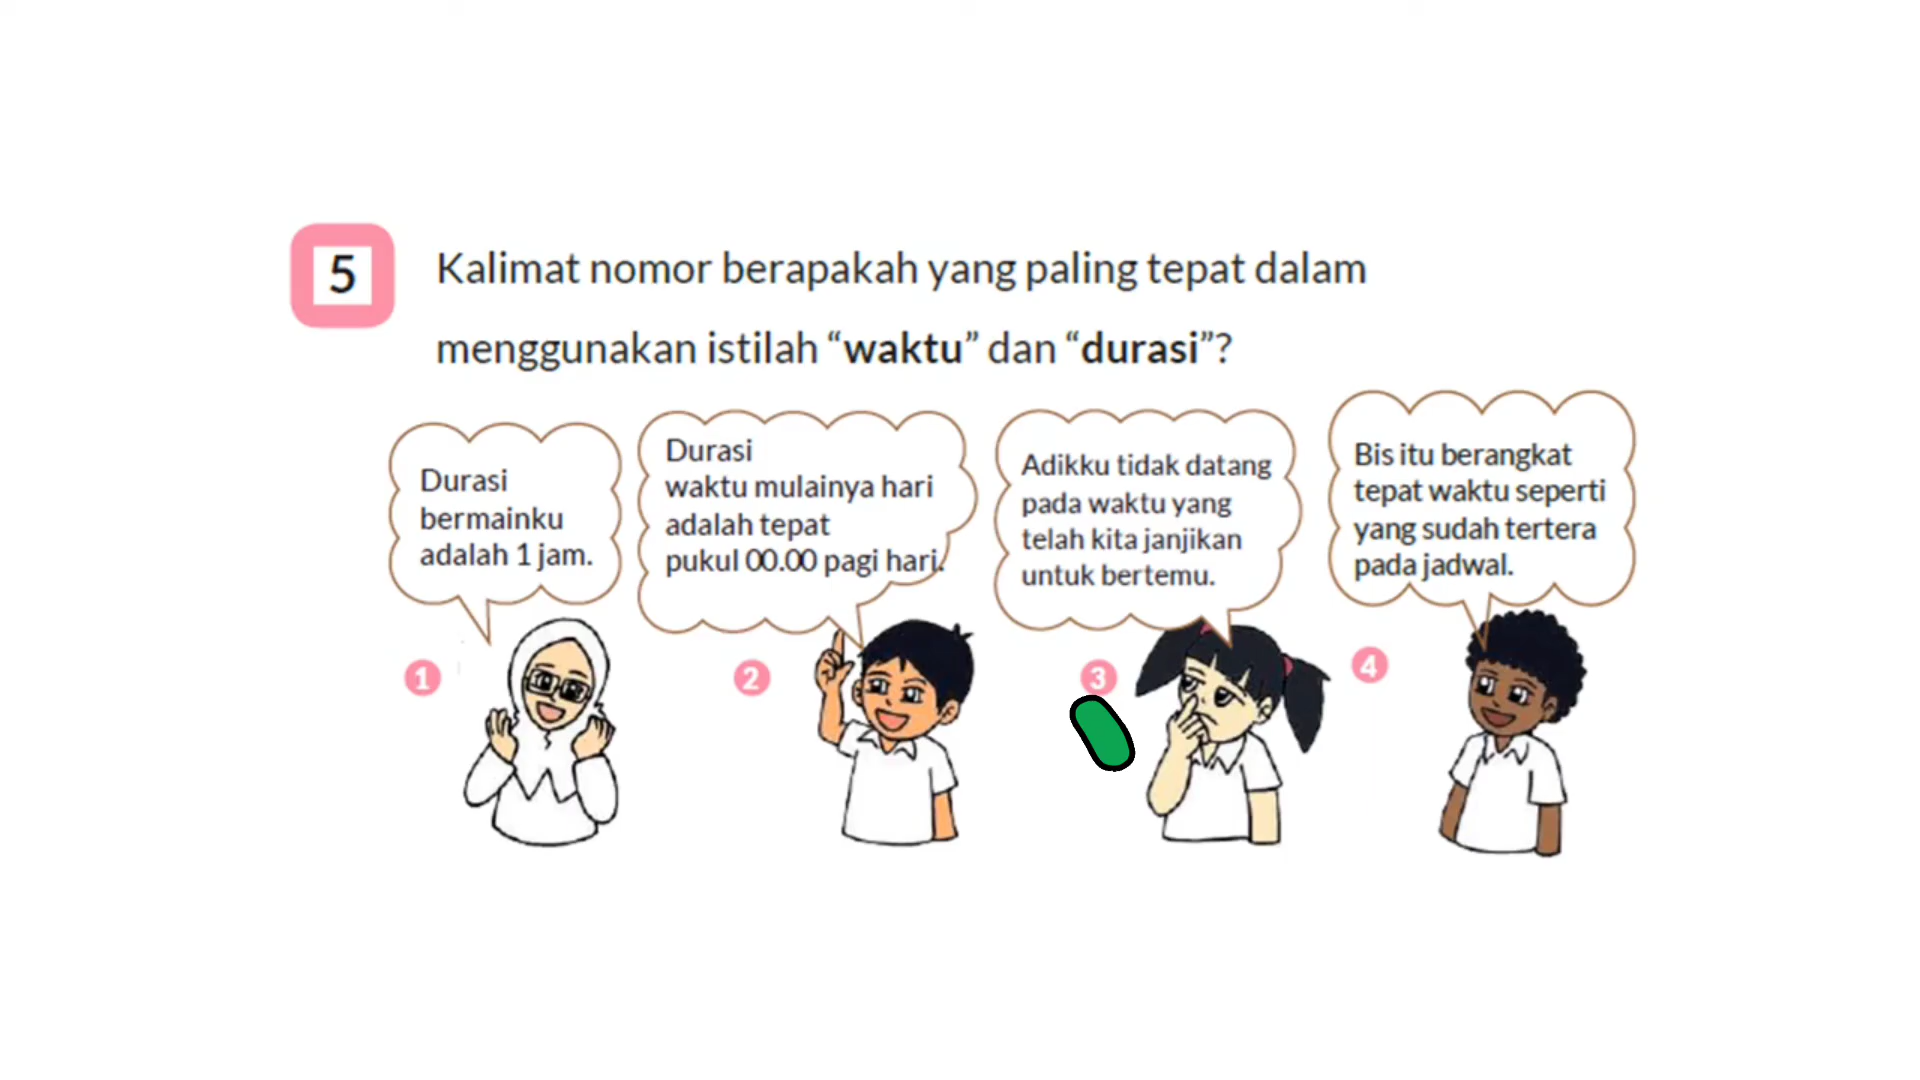 5
Kalimat nomor berapakah yang paling tepat dalam
menggunakan istilah “waktu” dan “durasi”?
Durasi
bermainku
adalah 1 jam.
1
Durasi
waktu mulainya hari
adalah tepat
pukul 00.00 pagi hari.
2
Adikku tidak datang
pada waktu yang
telah kita janjikan
untuk bertemu.
3
Bis itu berangkat
tepat waktu seperti
yang sudah tertera
pada jadwal.
4